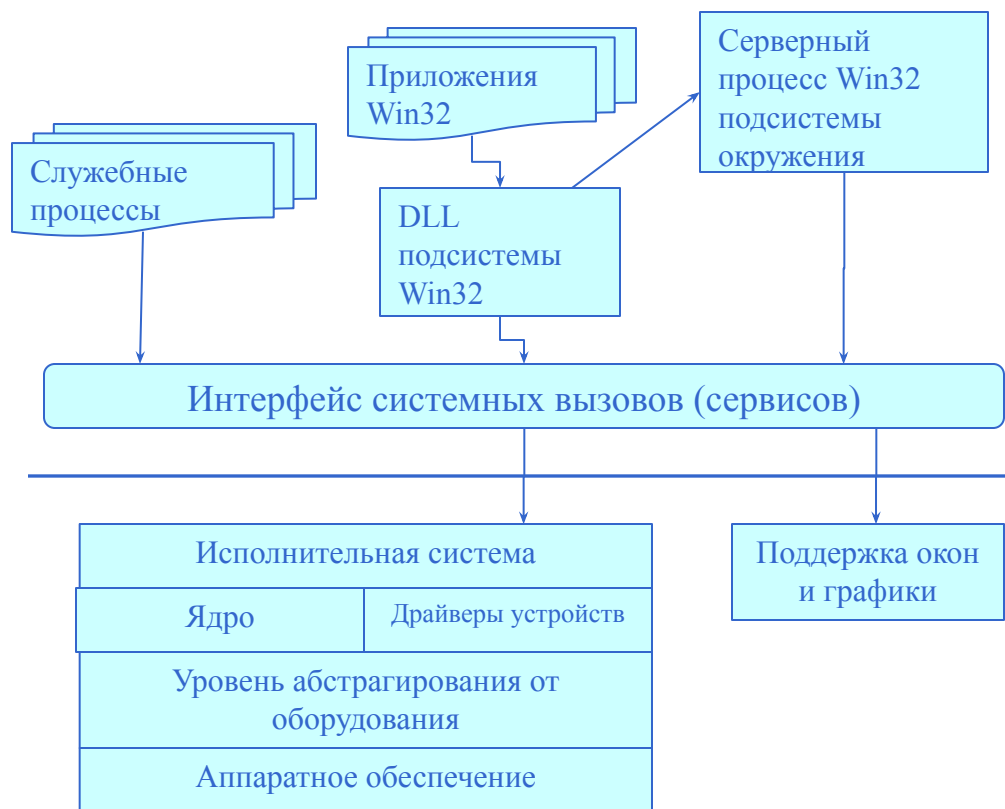 Приложения
Win32
Серверный
процесс Win32
подсистемы
окружения
Служебные
процессы
DLL
подсистемы
Win32
Интерфейс системных вызовов (сервисов)
Исполнительная система
Ядро
Драйверы устройств
Уровень абстрагирования от
оборудования
Аппаратное обеспечение
Поддержка окон
и графики